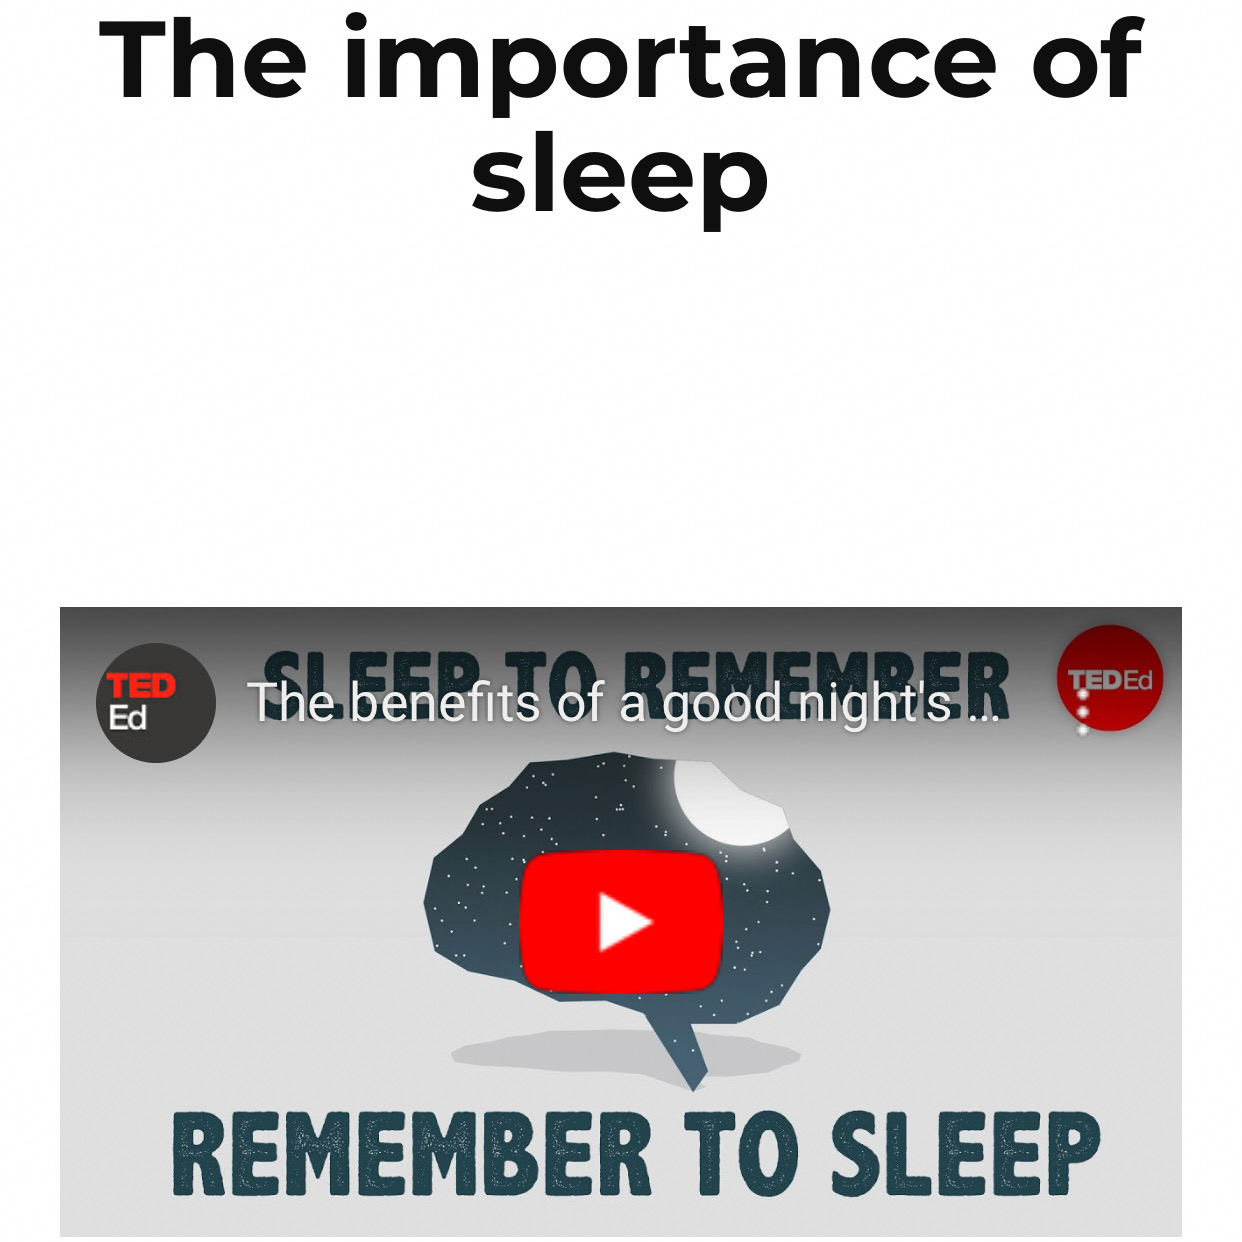 The importance of
sleep
SLEEP TO REMEMBER
TED
Ed
The benefits of a good night's ...
TEDEd
REMEMBER TO SLEEP